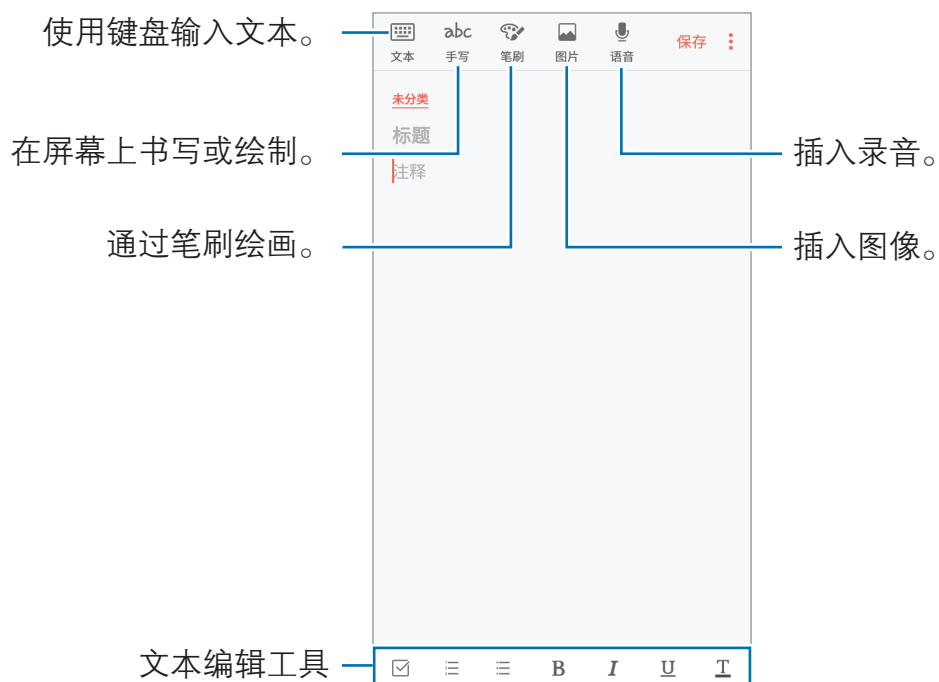 使用键盘输入文本。
abc
保存
文本 手写 笔刷 图片 语音
未分类
标题
在屏幕上书写或绘制。
插入录音。
注释
通过笔刷绘画。
插入图像。
文本编辑工具
B I U T